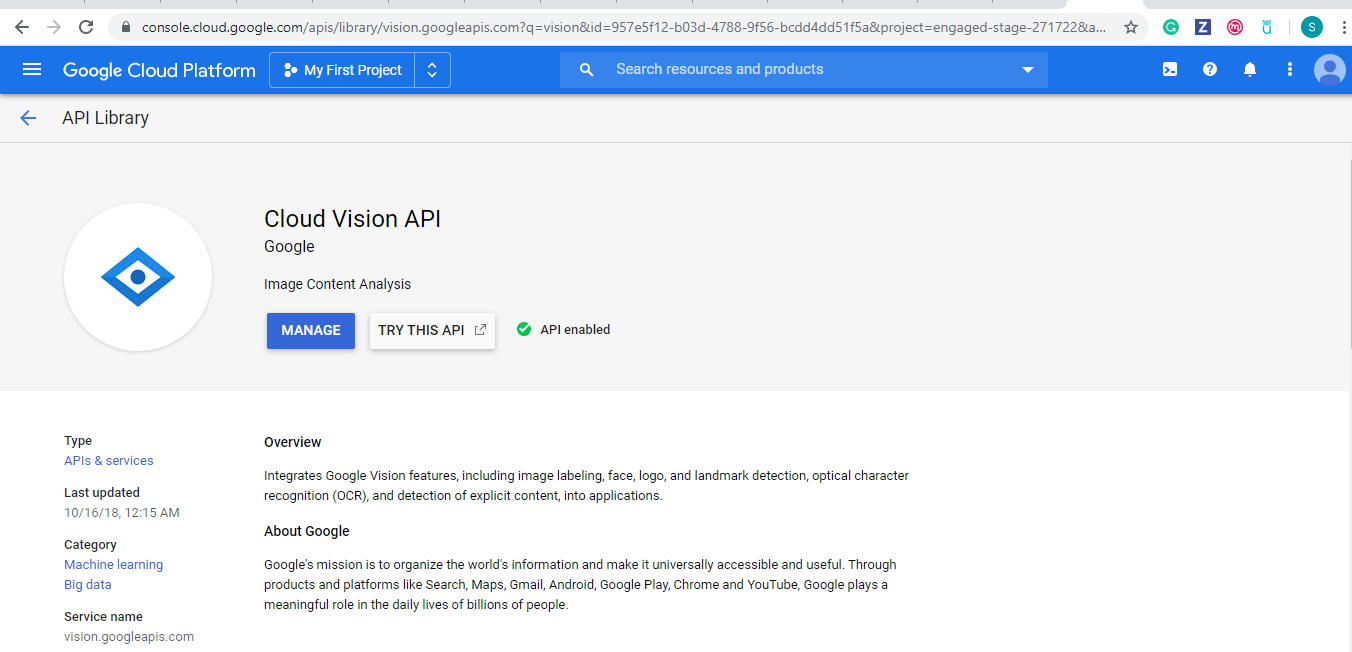 console.cloud.google.com/apis/library/vision.googleapis.com?q=vision&id=957e5f12-b03d-4788-9f56-bcdd4dd51f5a&project=engaged-stage-271722&a...
S
Google Cloud Platform
My First Project
Search resources and products
API Library
Cloud Vision API
Google
Image Content Analysis
MANAGE
TRY THIS API
API enabled
Type
APIs & services
Last updated
10/16/18, 12:15 AM
Category
Machine learning
Big data
Service name
vision.googleapis.com
Overview
Integrates Google Vision features, including image labeling, face, logo, and landmark detection, optical character
recognition (OCR), and detection of explicit content, into applications.
About Google
Google's mission is to organize the world's information and make it universally accessible and useful. Through
products and platforms like Search, Maps, Gmail, Android, Google Play, Chrome and YouTube, Google plays a
meaningful role in the daily lives of billions of people.